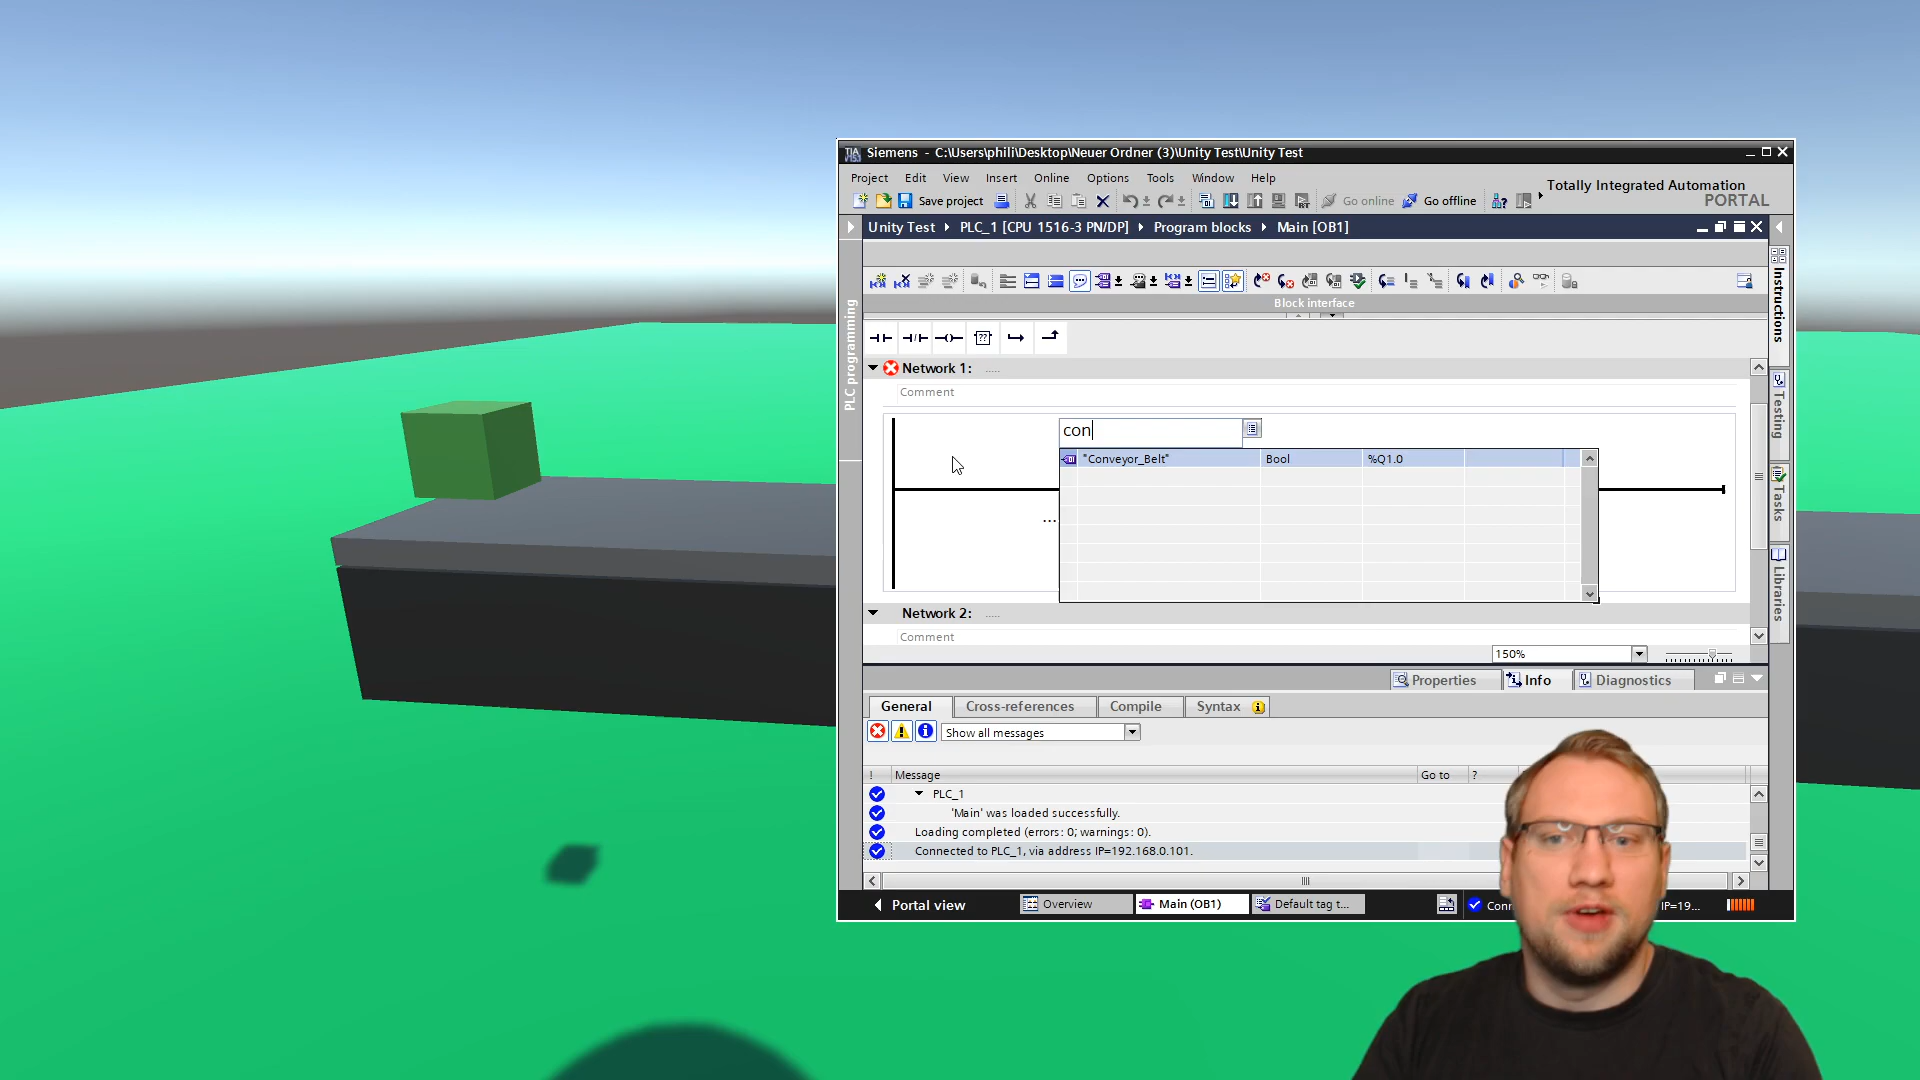 Siemens - C:\Users\phili\Desktop\Neuer Ordner (3)\Unity Test\Unity Test
Project Edit View Insert Online Options Tools Window Help
Totally Integrated Automation
PORTAL
Save project Go online Go offline
Unity Test PLC_1 [CPU 1516-3 PN/DP] Program blocks Main [OB1]
Block interface
PLC programming
Instructions
Testing
Tasks
Libraries
Network 1: .....
Comment
con
"Conveyor_Belt" Bool %Q1.0
...
Network 2: .....
Comment
150%
Properties Info Diagnostics
General Cross-references Compile Syntax
Show all messages
! Message Go to ?
PLC_1
'Main' was loaded successfully.
Loading completed (errors: 0; warnings: 0).
Connected to PLC_1, via address IP=192.168.0.101.
Portal view Overview Main (OB1) Default tag t... Conn IP=19...